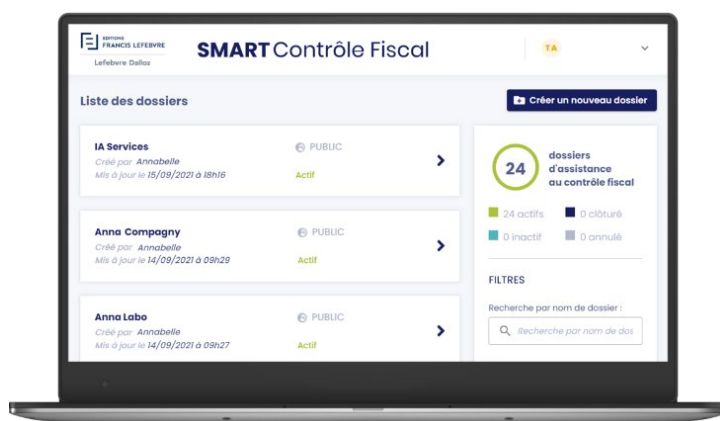 EDITIONS
FRANCIS LEFEBVRE
Lefebvre Dalloz
SMART Contrôle Fiscal
TA
Liste des dossiers
Créer un nouveau dossier
IA Services
PUBLIC
Créé par Annabelle
Mis à jour le 15/09/2021 à 18h16
Actif
Anna Compagny
PUBLIC
Créé par Annabelle
Mis à jour le 14/09/2021 à 09h29
Actif
Anna Labo
PUBLIC
Créé par Annabelle
Mis à jour le 14/09/2021 à 09h27
Actif
24
dossiers
d'assistance
au contrôle fiscal
24 actifs
0 clôturé
0 inactif
0 annulé
FILTRES
Recherche par nom de dossier :
Recherche par nom de dos